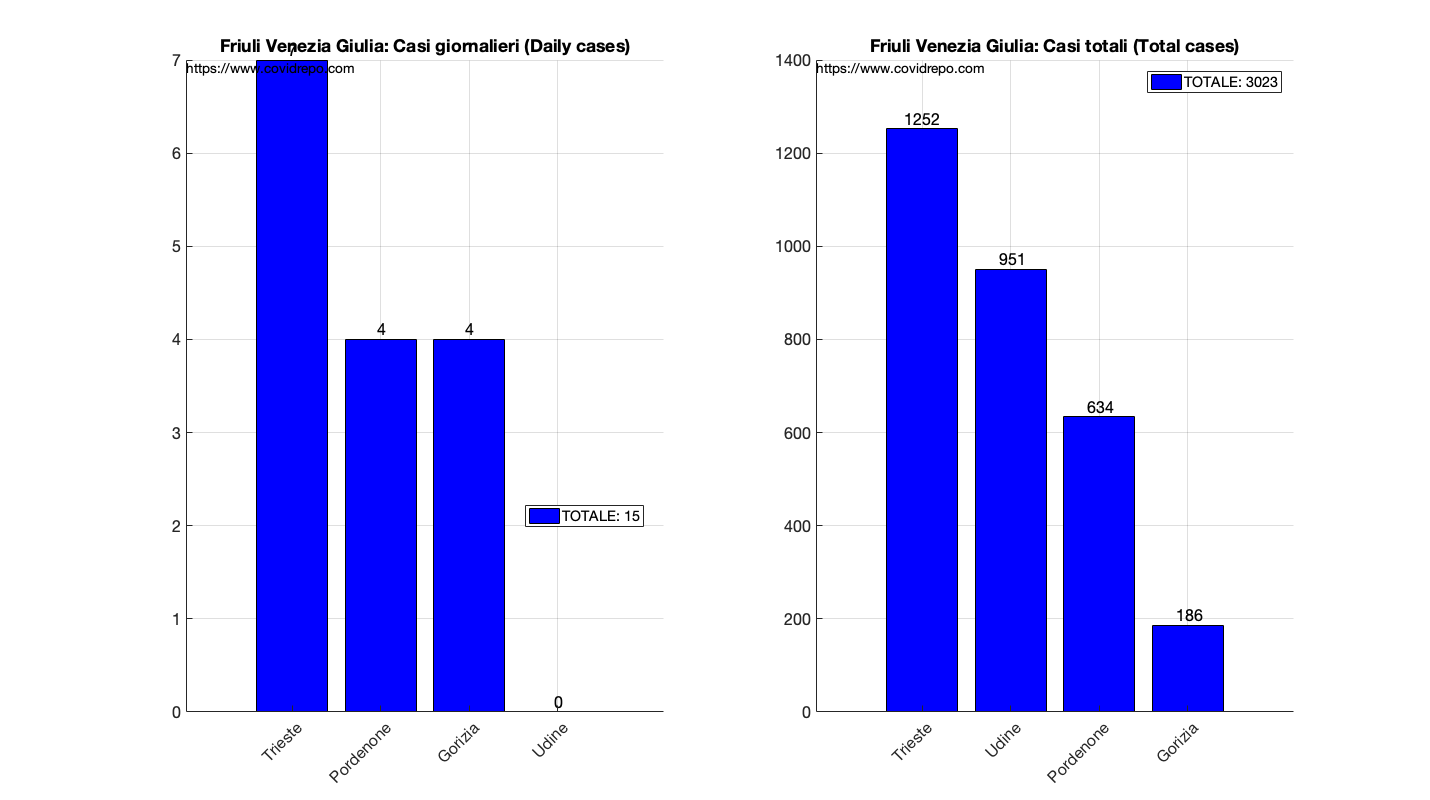 Friuli Venezia Giulia: Casi giornalieri (Daily cases)
7
https://www.covidrepo.com
7
6
5
4
3
2
1
0
4
4
0
TOTALE: 15
Trieste
Pordenone
Gorizia
Udine
Friuli Venezia Giulia: Casi totali (Total cases)
https://www.covidrepo.com
TOTALE: 3023
1400
1200
1000
800
600
400
200
0
1252
951
634
186
Trieste
Udine
Pordenone
Gorizia